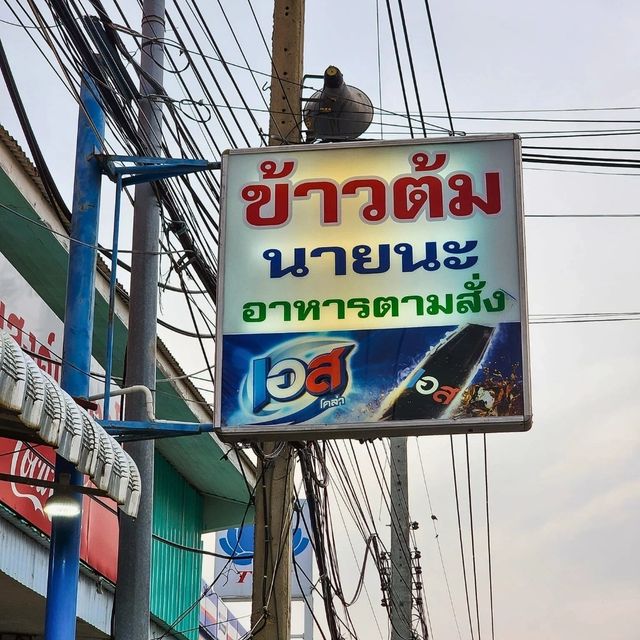 ข้าวต้ม
นายนะ
อาหารตามสั่ง
เอส
โคล่า
เอส